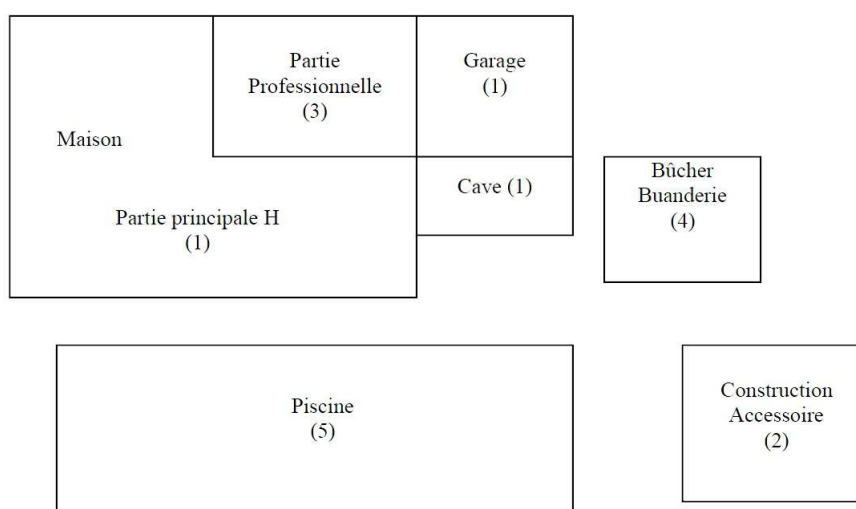 Partie
Professionnelle
(3)
Garage
(1)
Maison
Cave (1)
Bûcher
Buanderie
(4)
Partie principale H
(1)
Piscine
(5)
Construction
Accessoire
(2)